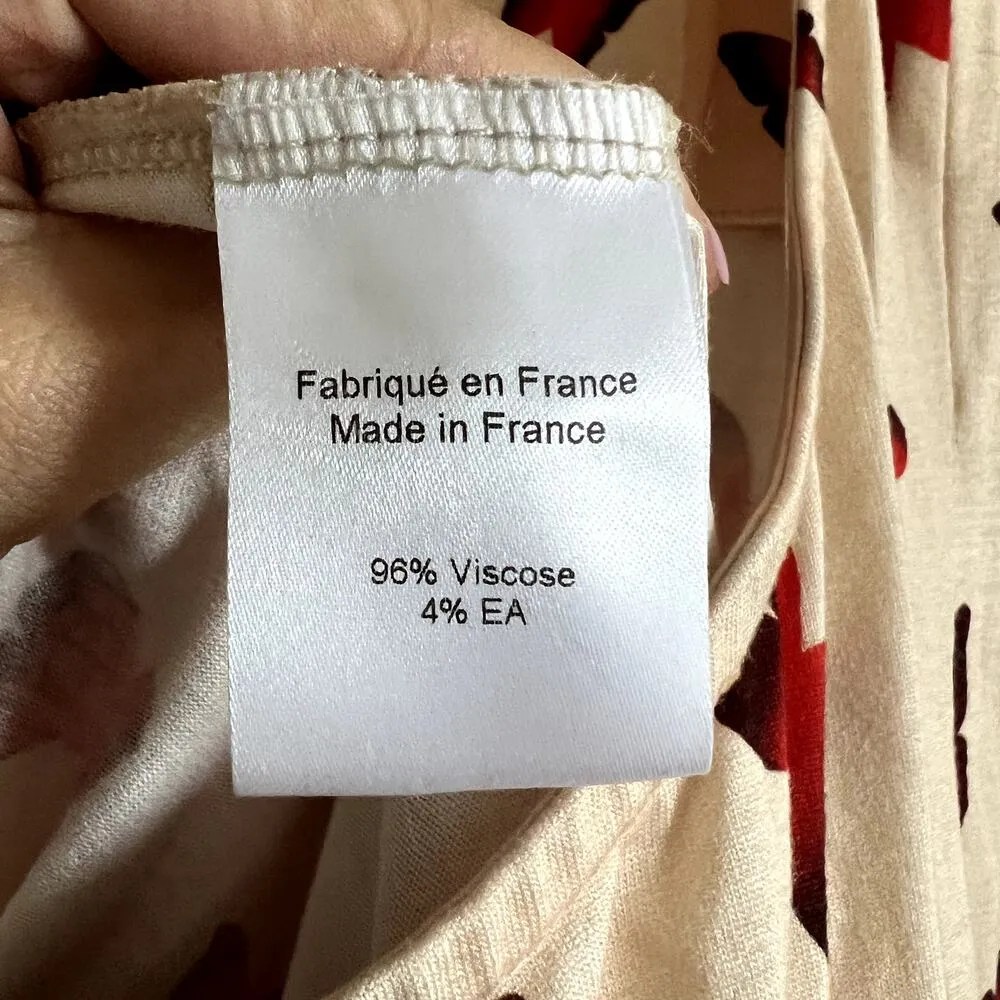 Fabriqué en France
Made in France
96% Viscose
4% EA